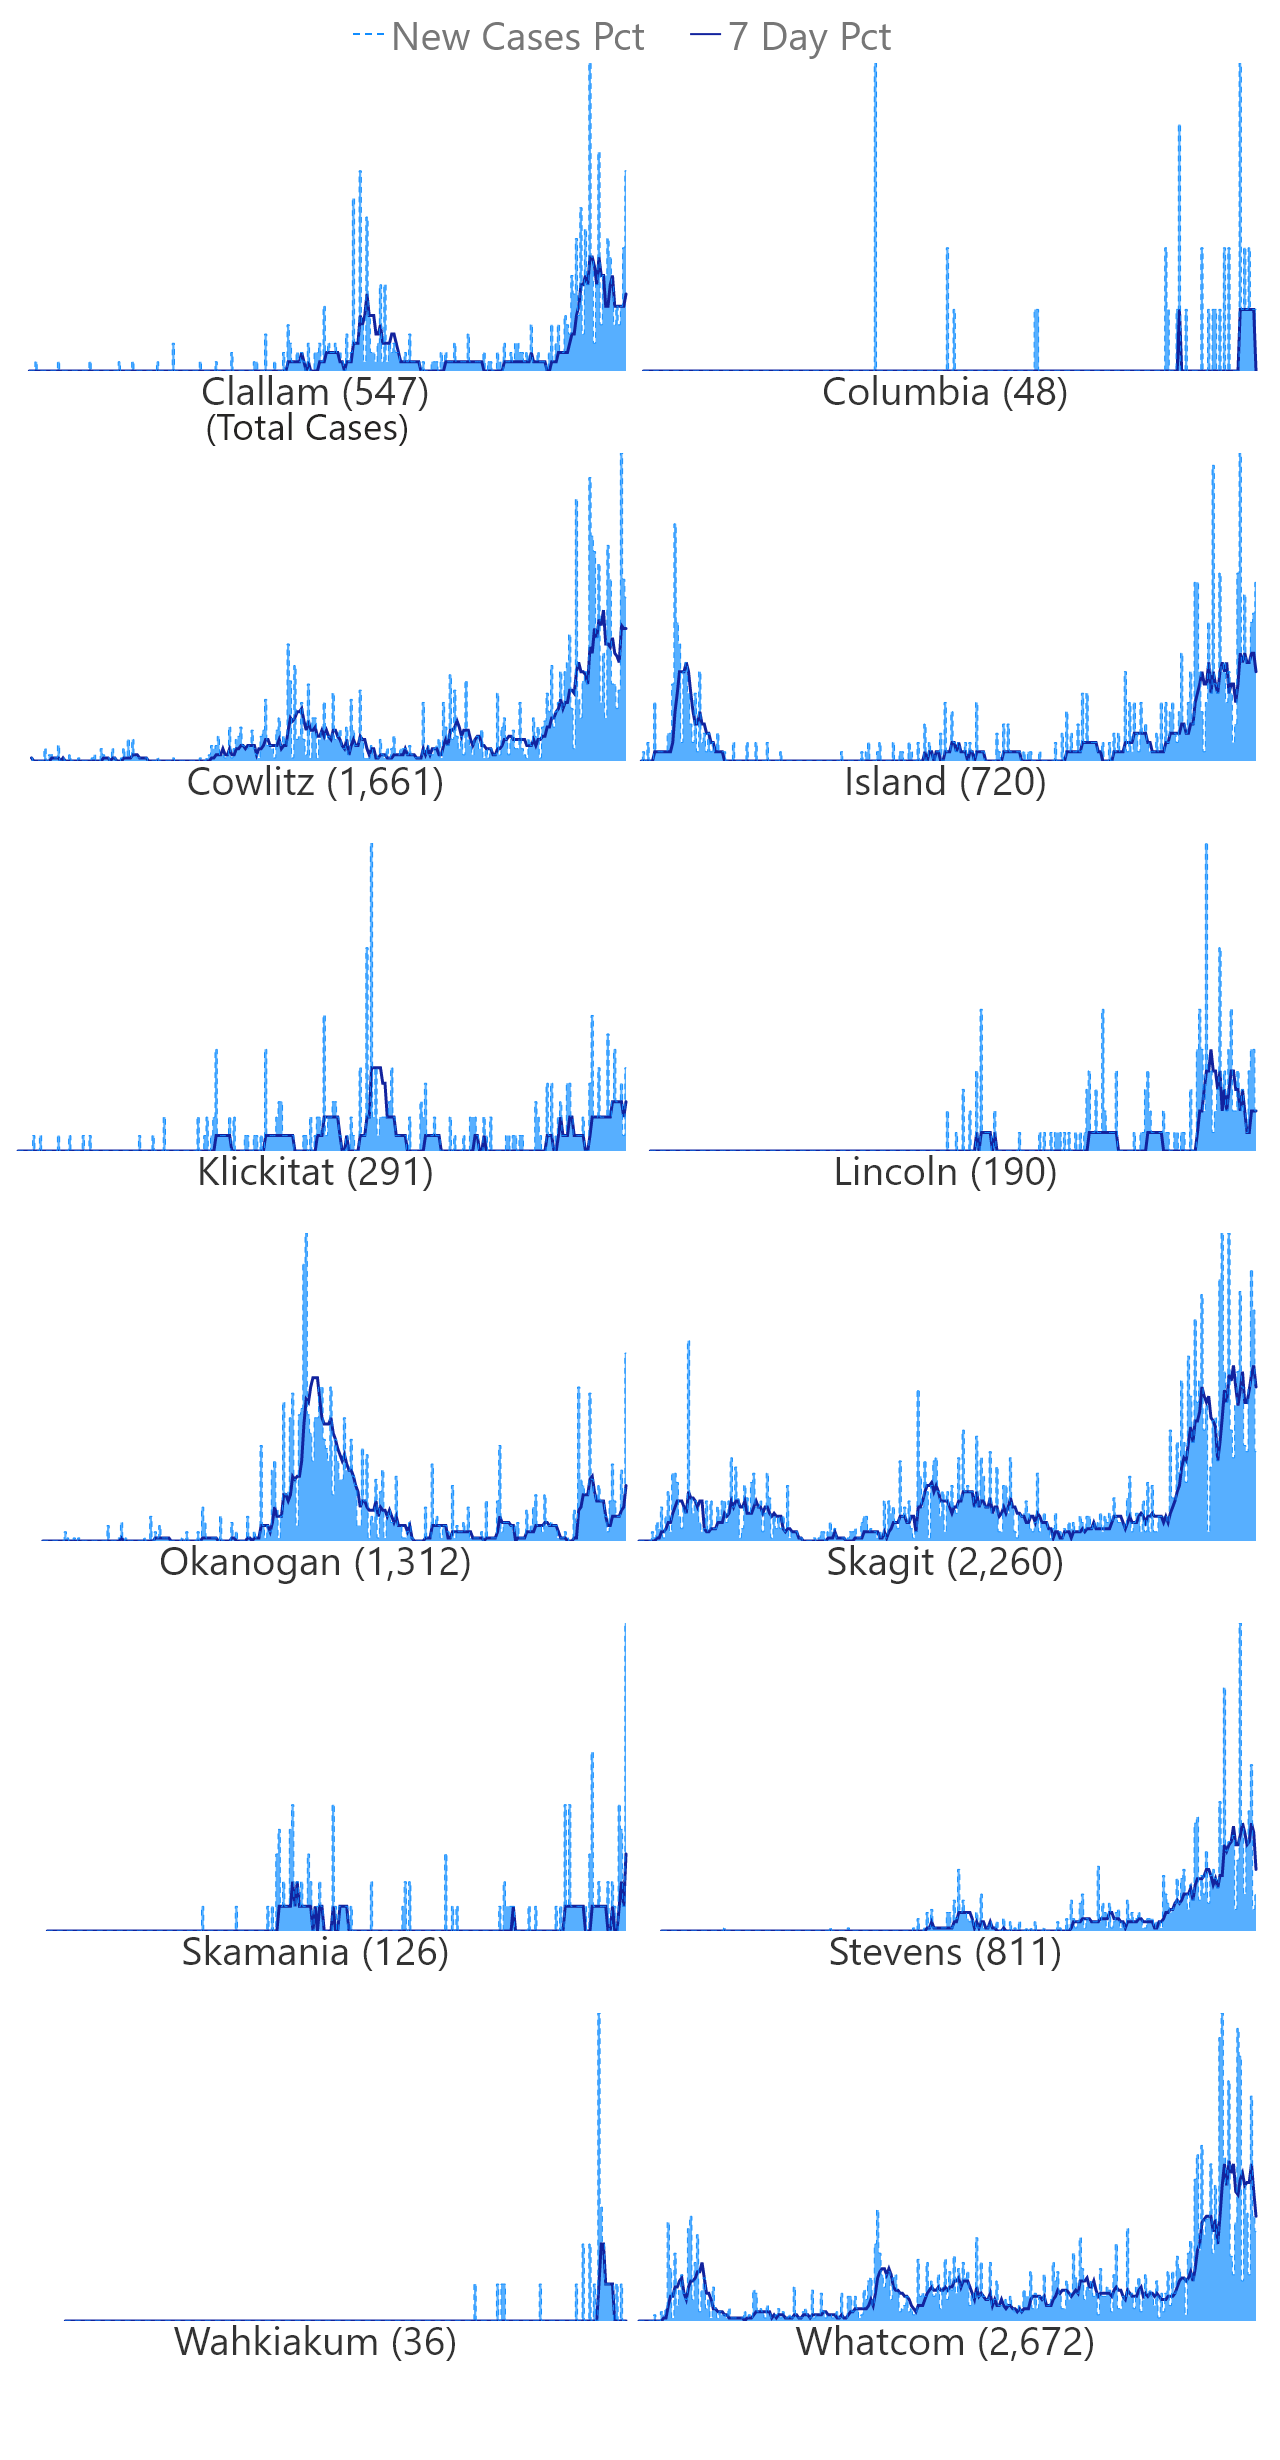 New Cases Pct 7 Day Pct
Clallam (547) Columbia (48)
(Total Cases)
Cowlitz (1,661) Island (720)
Klickitat (291) Lincoln (190)
Okanogan (1,312) Skagit (2,260)
Skamania (126) Stevens (811)
Wahkiakum (36) Whatcom (2,672)